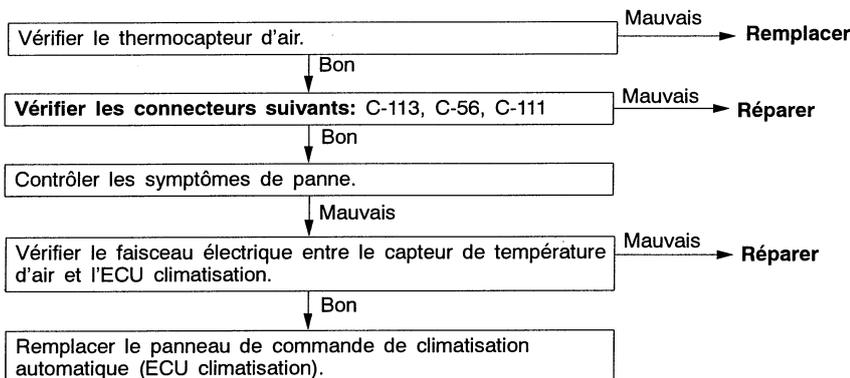 Vérifier le thermocapteur d'air.
Mauvais
Remplacer
Bon
Vérifier les connecteurs suivants: C-113, C-56, C-111
Mauvais
Réparer
Bon
Contrôler les symptômes de panne.
Mauvais
Vérifier le faisceau électrique entre le capteur de température
d'air et l'ECU climatisation.
Mauvais
Réparer
Bon
Remplacer le panneau de commande de climatisation
automatique (ECU climatisation).